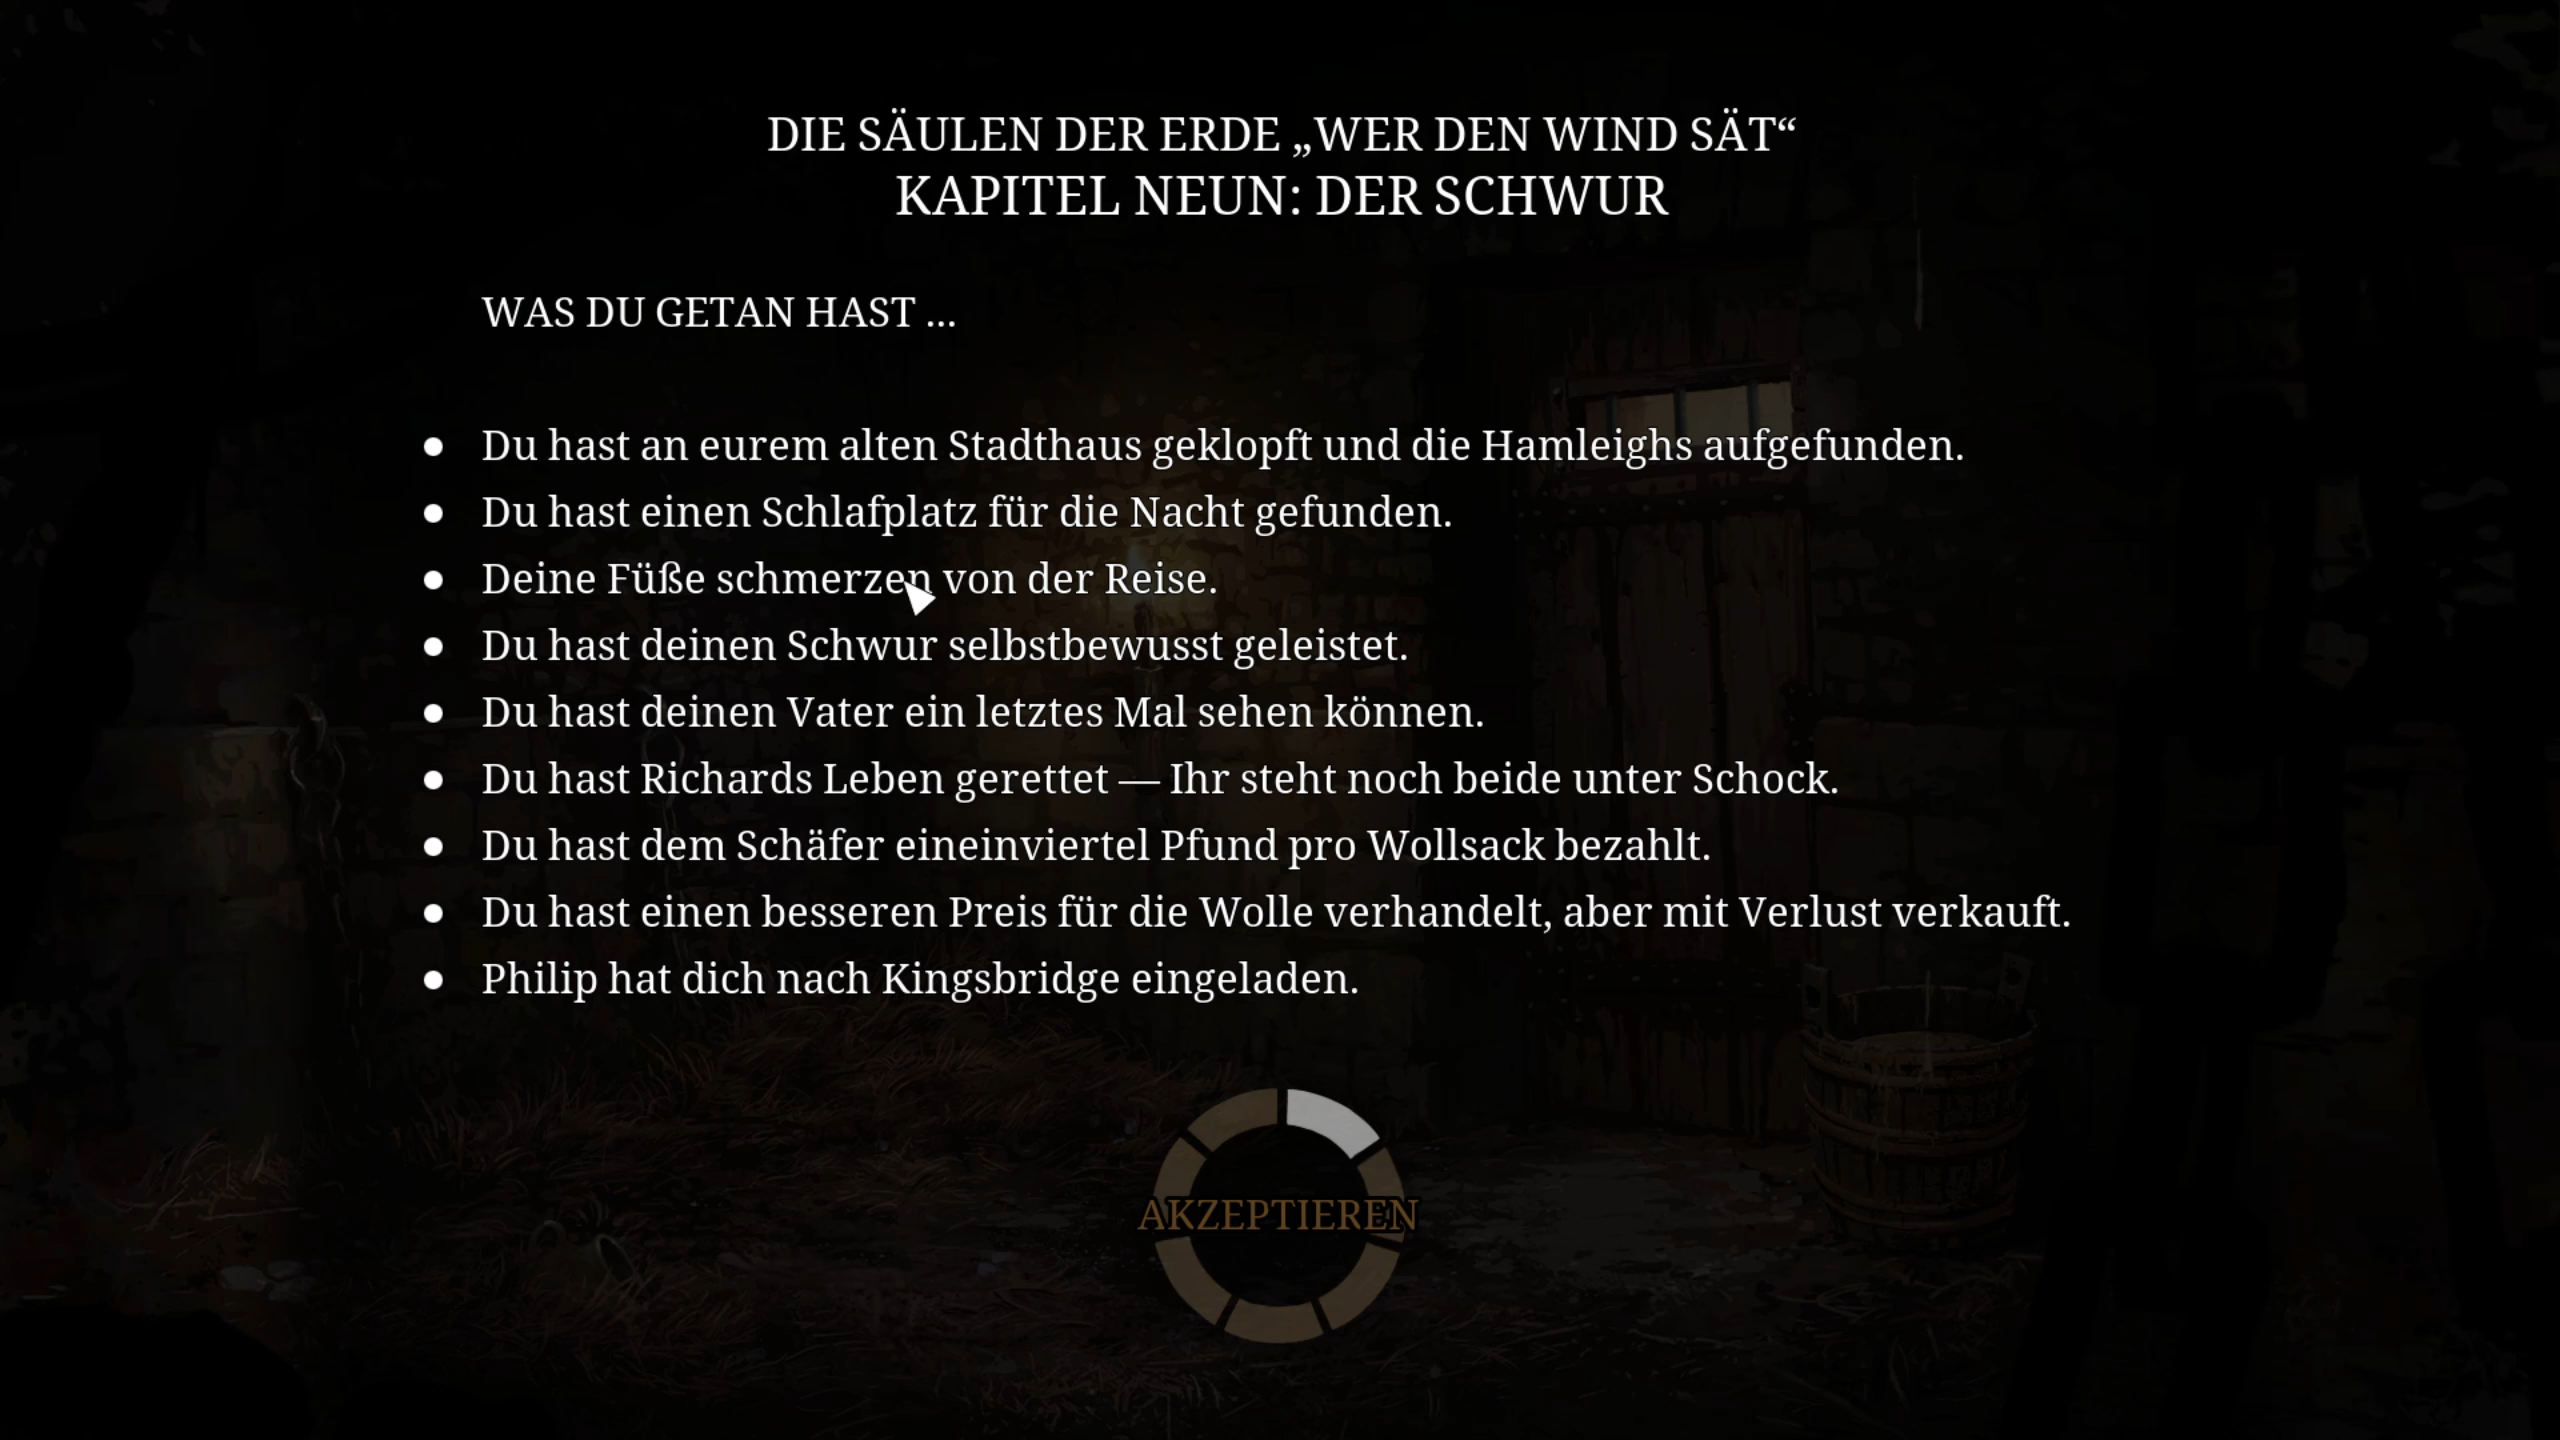 DIE SÄULEN DER ERDE „WER DEN WIND SÄT“
KAPITEL NEUN: DER SCHWUR
WAS DU GETAN HAST ...
● Du hast an eurem alten Stadthaus geklopft und die Hamleighs aufgefunden.
● Du hast einen Schlafplatz für die Nacht gefunden.
● Deine Füße schmerzen von der Reise.
● Du hast deinen Schwur selbstbewusst geleistet.
● Du hast deinen Vater ein letztes Mal sehen können.
● Du hast Richards Leben gerettet — Ihr steht noch beide unter Schock.
● Du hast dem Schäfer eineinviertel Pfund pro Wollsack bezahlt.
● Du hast einen besseren Preis für die Wolle verhandelt, aber mit Verlust verkauft.
● Philip hat dich nach Kingsbridge eingeladen.
AKZEPTIEREN